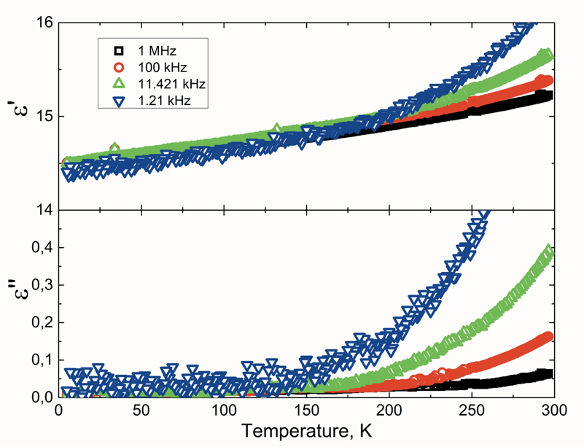 16
15
14
ε'
1 MHz
100 kHz
11.421 kHz
1.21 kHz
0,4
0,3
0,2
0,1
0,0
ε"
0 50 100 150 200 250 300
Temperature, K